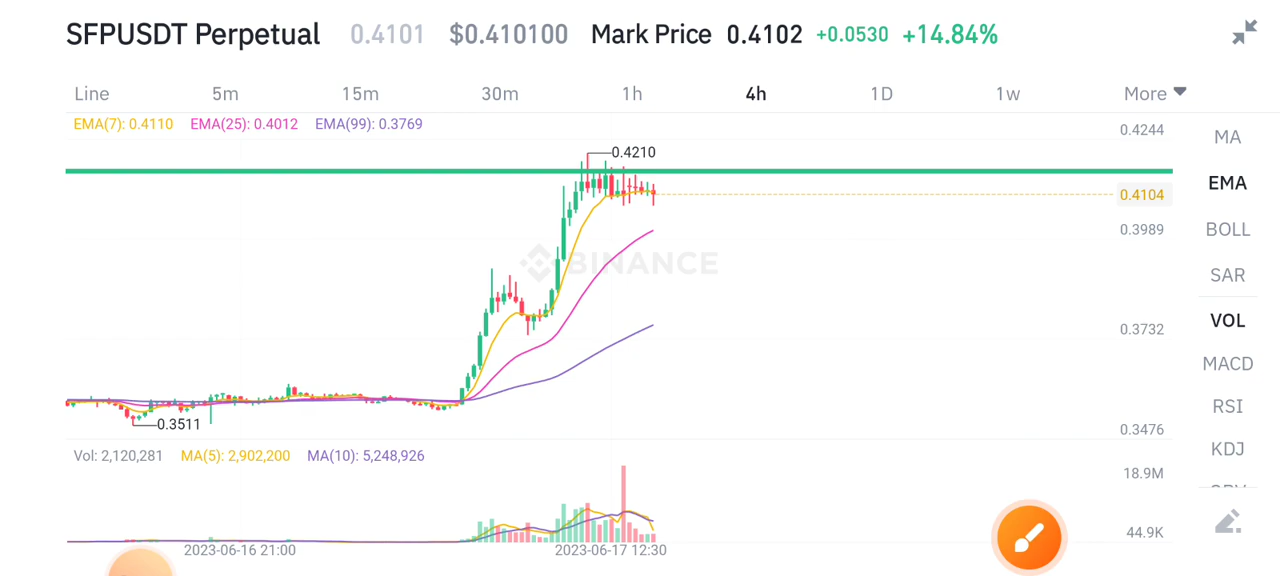 SFPUSDT Perpetual 0.4101 $0.410100 Mark Price 0.4102 +0.0530 +14.84%
Line 5m 15m 30m 1h 4h 1D 1w More
EMA(7): 0.4110 EMA(25): 0.4012 EMA(99): 0.3769
0.4244
MA
0.4210
EMA
0.4104
0.3989
BOLL
BINANCE
SAR
VOL
0.3732
MACD
RSI
0.3511
0.3476
KDJ
Vol: 2,120,281 MA(5): 2,902,200 MA(10): 5,248,926
18.9M
44.9K
2023-06-16 21:00 2023-06-17 12:30